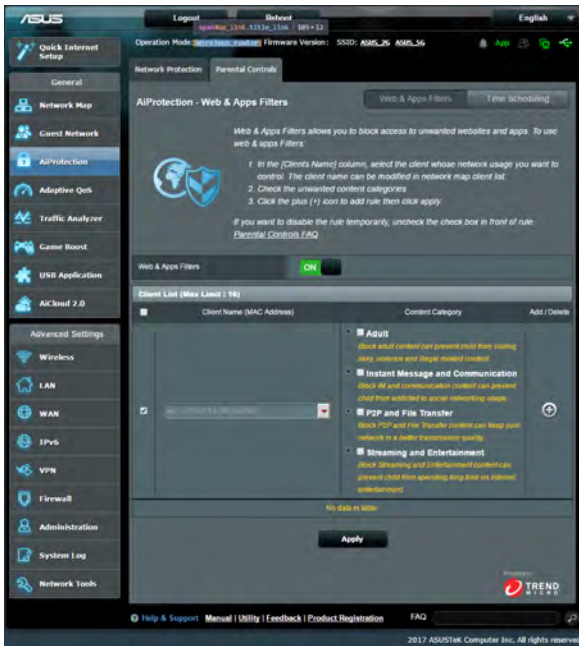 ASUS
Logout
Reboot
English
span#op_link.title_link 105×12
Operation Mode: Wireless router Firmware Version: SSID: ASUS_2G ASUS_5G
App
Quick Internet Setup
General
Network Map
Guest Network
AiProtection
Adaptive QoS
Traffic Analyzer
Game Boost
USB Application
AiCloud 2.0
Advanced Settings
Wireless
LAN
WAN
IPv6
VPN
Firewall
Administration
System Log
Network Tools
Network Protection
Parental Controls
AiProtection - Web & Apps Filters
Web & Apps Filters
Time Scheduling
Web & Apps Filters allows you to block access to unwanted websites and apps. To use
web & apps Filters:
1. In the [Clients Name] column, select the client whose network usage you want to
control. The client name can be modified in network map client list.
2. Check the unwanted content categories
3. Click the plus (+) icon to add rule then click apply.
If you want to disable the rule temporarily, uncheck the check box in front of rule.
Parental Controls FAQ
Web & Apps Filters
ON
Client List (Max Limit : 16)
Client Name (MAC Address)
Content Category
Add / Delete
Adult
Block adult content can prevent child from visiting
sexy, violence and illegal related content.
Instant Message and Communication
Block IM and communication content can prevent
child from addicted to social networking usage.
P2P and File Transfer
Block P2P and File Transfer content can keep your
network in a better transmission quality.
Streaming and Entertainment
Block Streaming and Entertainment content can
prevent child from spending long time on Internet
entertainment.
No data in table.
Apply
TREND
MICRO
Help & Support
Manual | Utility | Feedback | Product Registration
FAQ
2017 ASUSTeK Computer Inc. All rights reserved